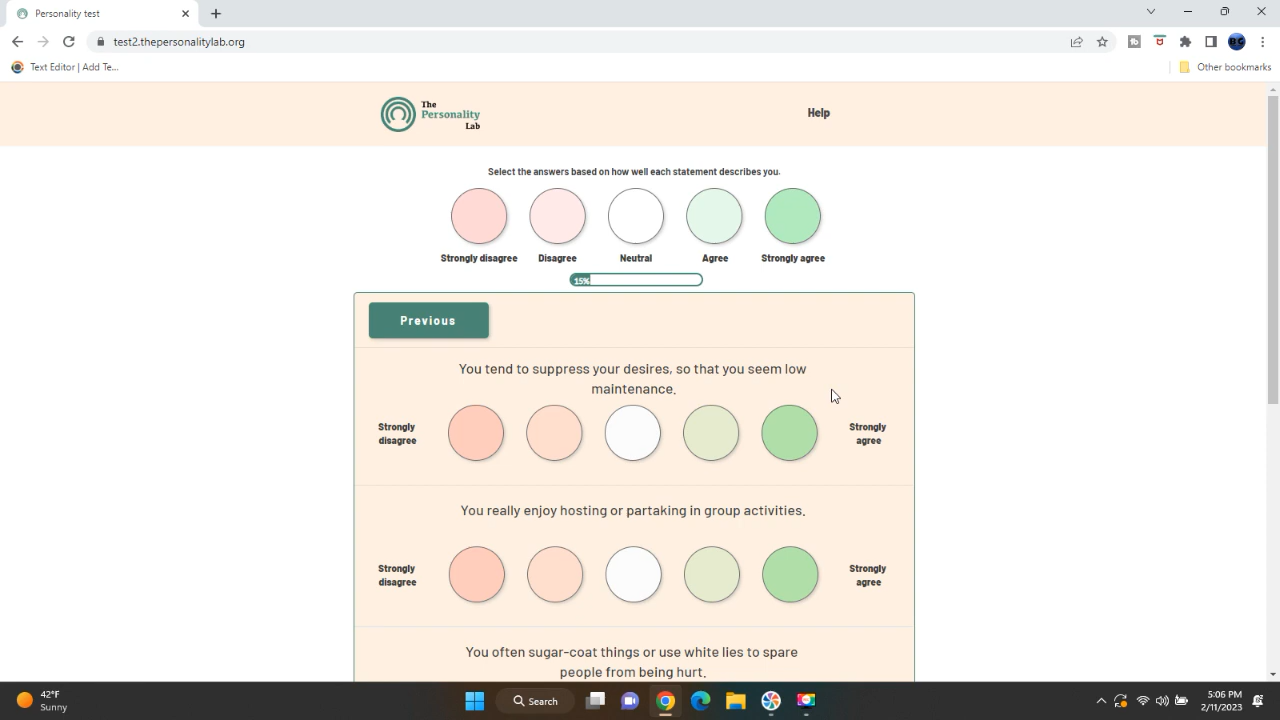 Personality test
test2.thepersonalitylab.org
Text Editor | Add Te...
Other bookmarks
The
Personality
Lab
Help
Select the answers based on how well each statement describes you.
Strongly disagree
Disagree
Neutral
Agree
Strongly agree
15%
Previous
You tend to suppress your desires, so that you seem low
maintenance.
Strongly
disagree
Strongly
agree
You really enjoy hosting or partaking in group activities.
Strongly
disagree
Strongly
agree
You often sugar-coat things or use white lies to spare
people from being hurt.
42°F
Sunny
Search
5:06 PM
2/11/2023